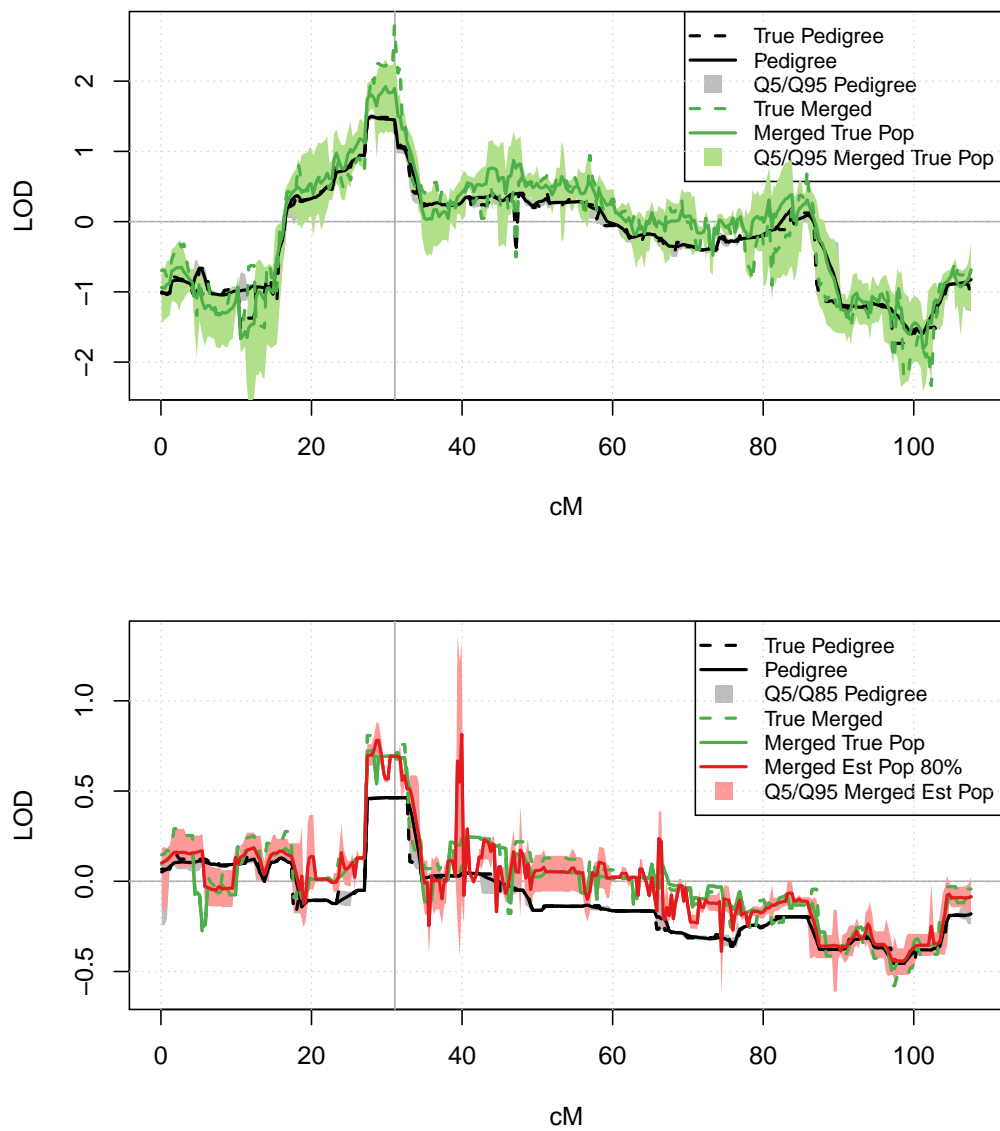 True Pedigree
Pedigree
Q5/Q95 Pedigree
True Merged
Merged True Pop
Q5/Q95 Merged True Pop
LOD
2
1
0
−1
−2
0 20 40 60 80 100
cM
True Pedigree
Pedigree
Q5/Q85 Pedigree
True Merged
Merged True Pop
Merged Est Pop 80%
Q5/Q95 Merged Est Pop
LOD
1.0
0.5
0.0
−0.5
0 20 40 60 80 100
cM